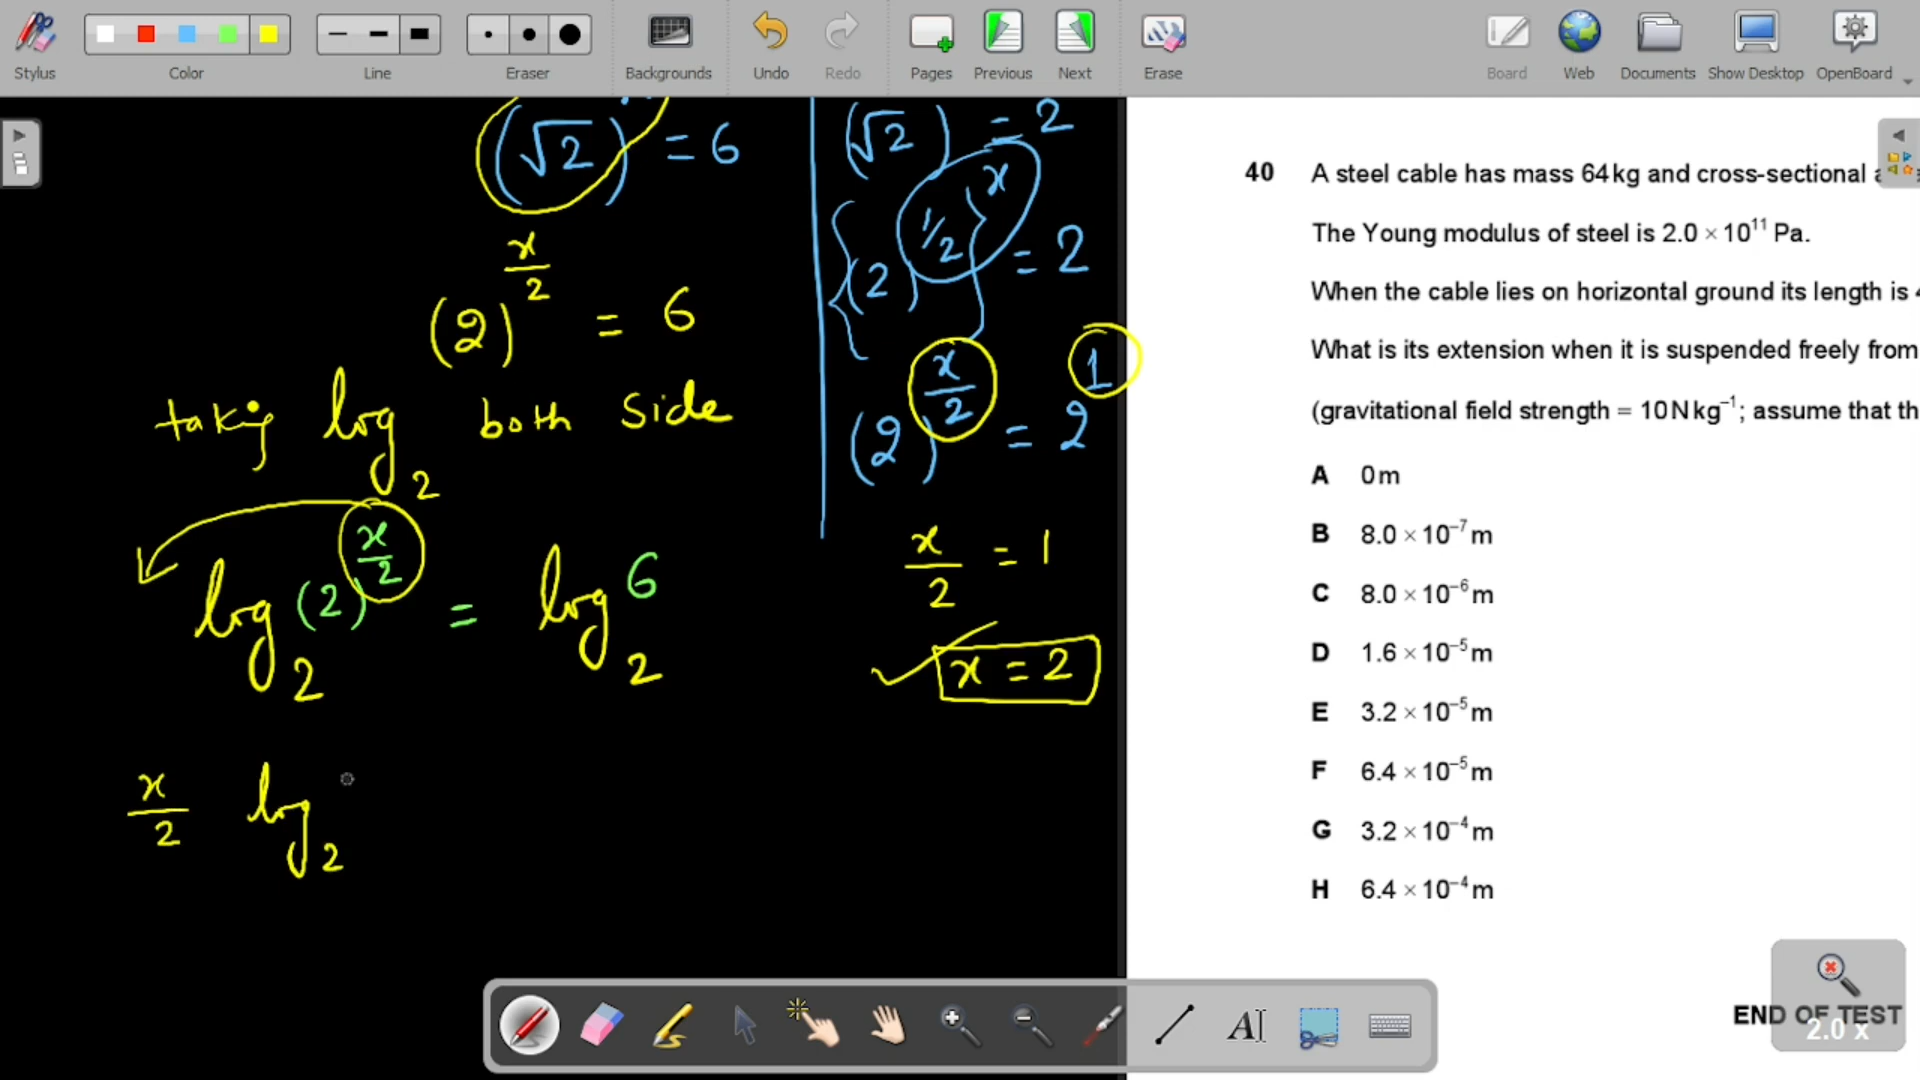 Stylus Color Line Eraser Backgrounds Undo Redo Pages Previous Next Erase Board Web Documents Show Desktop OpenBoard
(√2) = 6
(2)^(x/2) = 6
taking log₂ both side
log₂ (2)^(x/2) = log₂ 6
x/2 log₂
(√2) = 2
{(2)^(1/2)}^x = 2
(2)^(x/2) = 2^1
x/2 = 1
x = 2
40 A steel cable has mass 64 kg and cross-sectional
The Young modulus of steel is 2.0 × 10¹¹ Pa.
When the cable lies on horizontal ground its length is
What is its extension when it is suspended freely from
(gravitational field strength = 10 N kg⁻¹; assume that th
A 0 m
B 8.0 × 10⁻⁷ m
C 8.0 × 10⁻⁶ m
D 1.6 × 10⁻⁵ m
E 3.2 × 10⁻⁵ m
F 6.4 × 10⁻⁵ m
G 3.2 × 10⁻⁴ m
H 6.4 × 10⁻⁴ m
END OF TEST
2.0 x